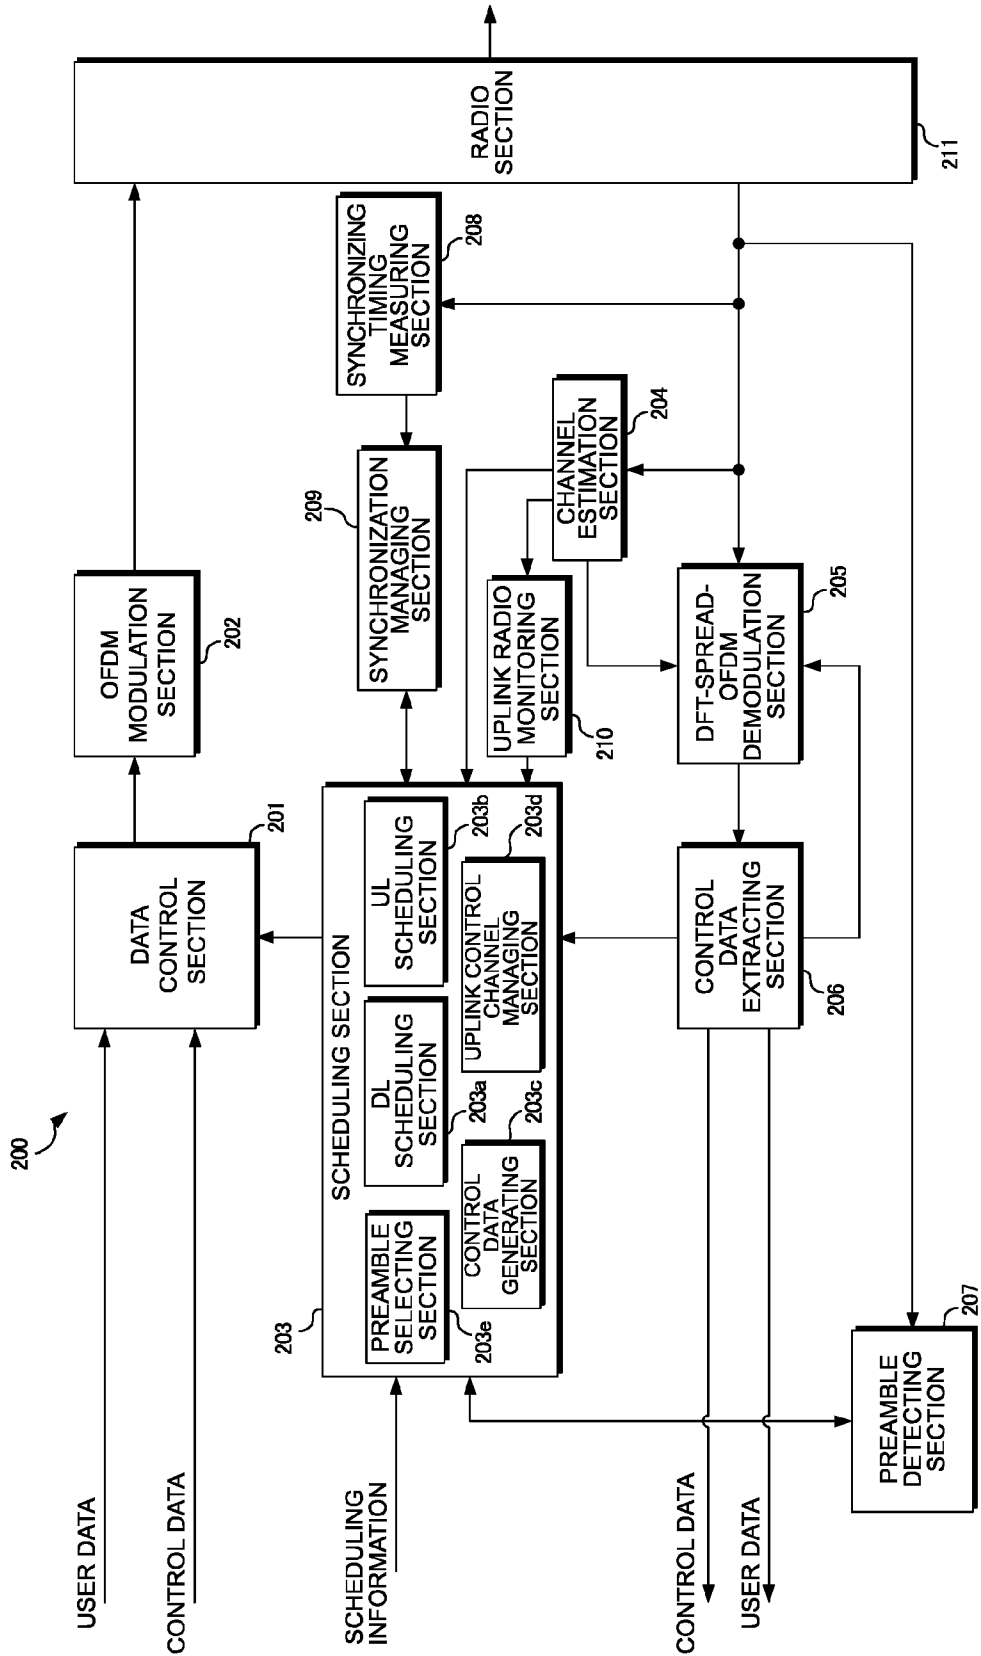 200
USER DATA
CONTROL DATA
DATA
CONTROL
SECTION
201
OFDM
MODULATION
SECTION
202
RADIO
SECTION
211
SCHEDULING
INFORMATION
203
SCHEDULING SECTION
PREAMBLE
SELECTING
SECTION
203e
DL
SCHEDULING
SECTION
203a
UL
SCHEDULING
SECTION
203b
CONTROL
DATA
GENERATING
SECTION
203c
UPLINK CONTROL
CHANNEL
MANAGING
SECTION
203d
209
SYNCHRONIZATION
MANAGING
SECTION
SYNCHRONIZING
TIMING
MEASURING
SECTION
208
UPLINK RADIO
MONITORING
SECTION
210
CHANNEL
ESTIMATION
SECTION
204
CONTROL DATA
USER DATA
CONTROL
DATA
EXTRACTING
SECTION
206
DFT-SPREAD-
OFDM
DEMODULATION
SECTION
205
PREAMBLE
DETECTING
SECTION
207